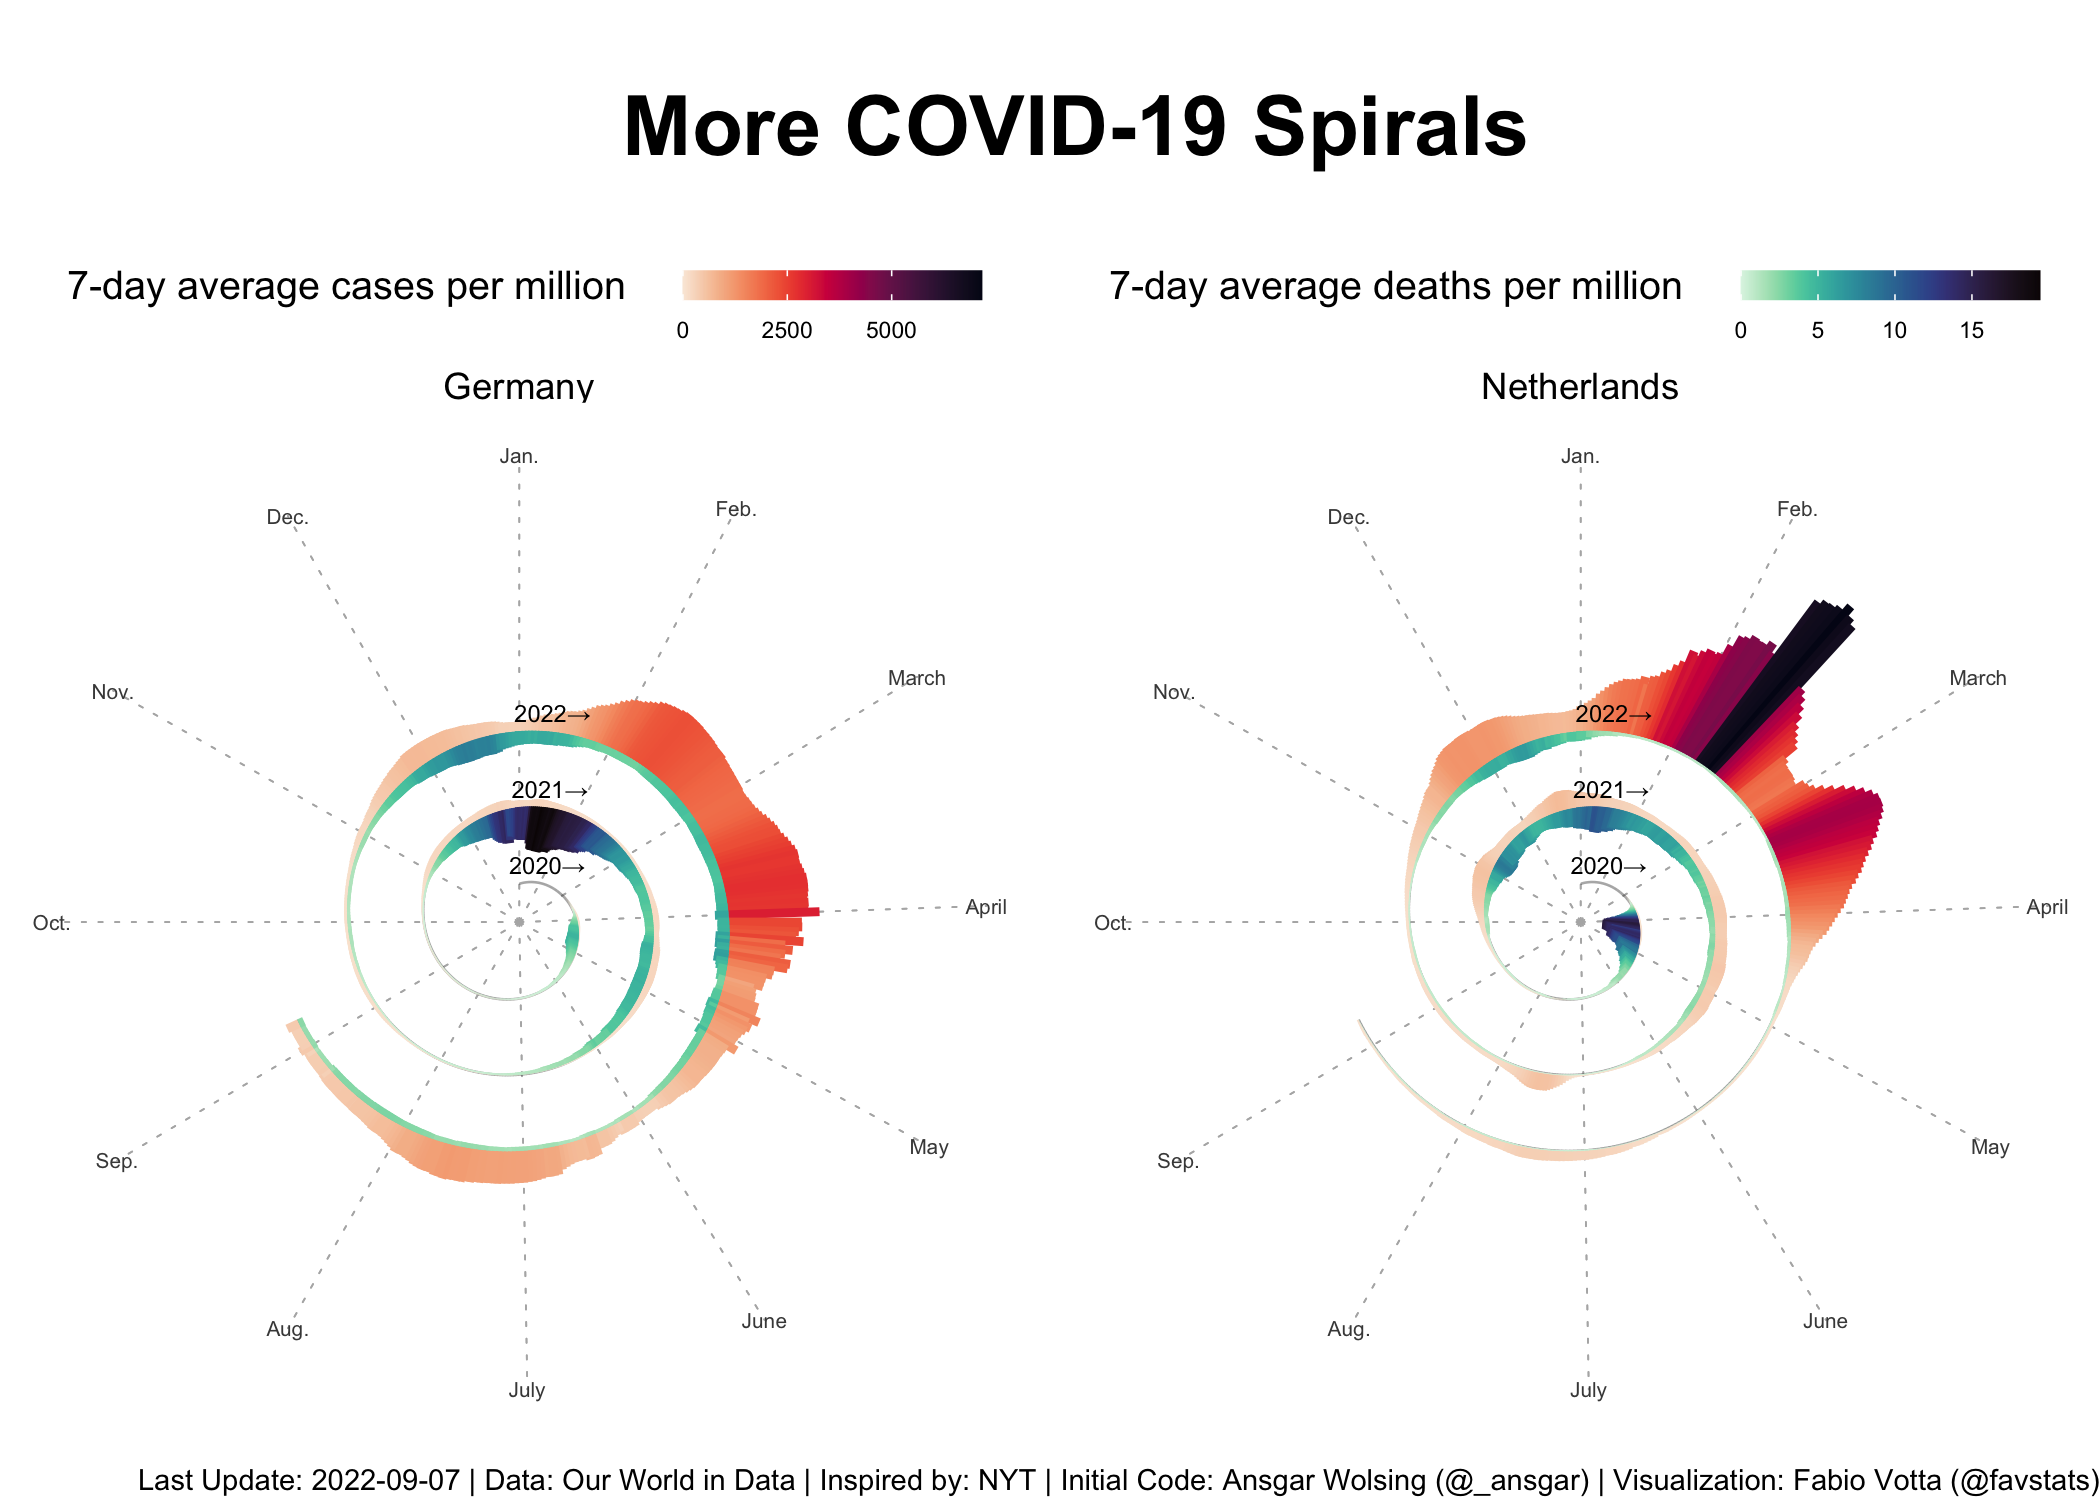 More COVID-19 Spirals
7-day average cases per million
0 2500 5000
7-day average deaths per million
0 5 10 15
Germany
Jan.
Feb.
March
April
May
June
July
Aug.
Sep.
Oct.
Nov.
Dec.
2022→
2021→
2020→
Netherlands
Jan.
Feb.
March
April
May
June
July
Aug.
Sep.
Oct.
Nov.
Dec.
2022→
2021→
2020→
Last Update: 2022-09-07 | Data: Our World in Data | Inspired by: NYT | Initial Code: Ansgar Wolsing (@_ansgar) | Visualization: Fabio Votta (@favstats)